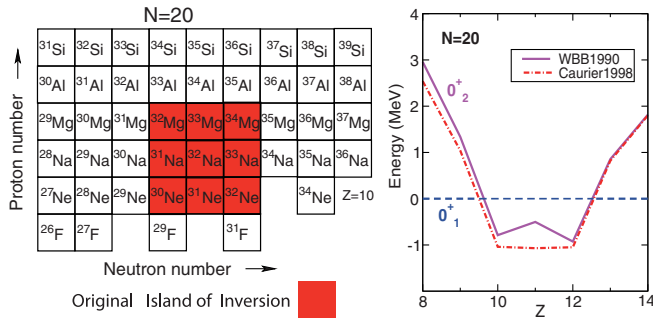 N=20
³¹Si ³²Si ³³Si ³⁴Si ³⁵Si ³⁶Si ³⁷Si ³⁸Si ³⁹Si
³⁰Al ³¹Al ³²Al ³³Al ³⁴Al ³⁵Al ³⁶Al ³⁷Al ³⁸Al
²⁹Mg ³⁰Mg ³¹Mg ³²Mg ³³Mg ³⁴Mg ³⁵Mg ³⁶Mg ³⁷Mg
²⁸Na ²⁹Na ³⁰Na ³¹Na ³²Na ³³Na ³⁴Na ³⁵Na ³⁶Na
²⁷Ne ²⁸Ne ²⁹Ne ³⁰Ne ³¹Ne ³²Ne ³⁴Ne Z=10
²⁶F ²⁷F ²⁹F ³¹F
Proton number →
Neutron number →
Original Island of Inversion
N=20
WBB1990
Caurier1998
0⁺₂
0⁺₁
Energy (MeV)
3
2
1
0
-1
8 10 12 14
Z